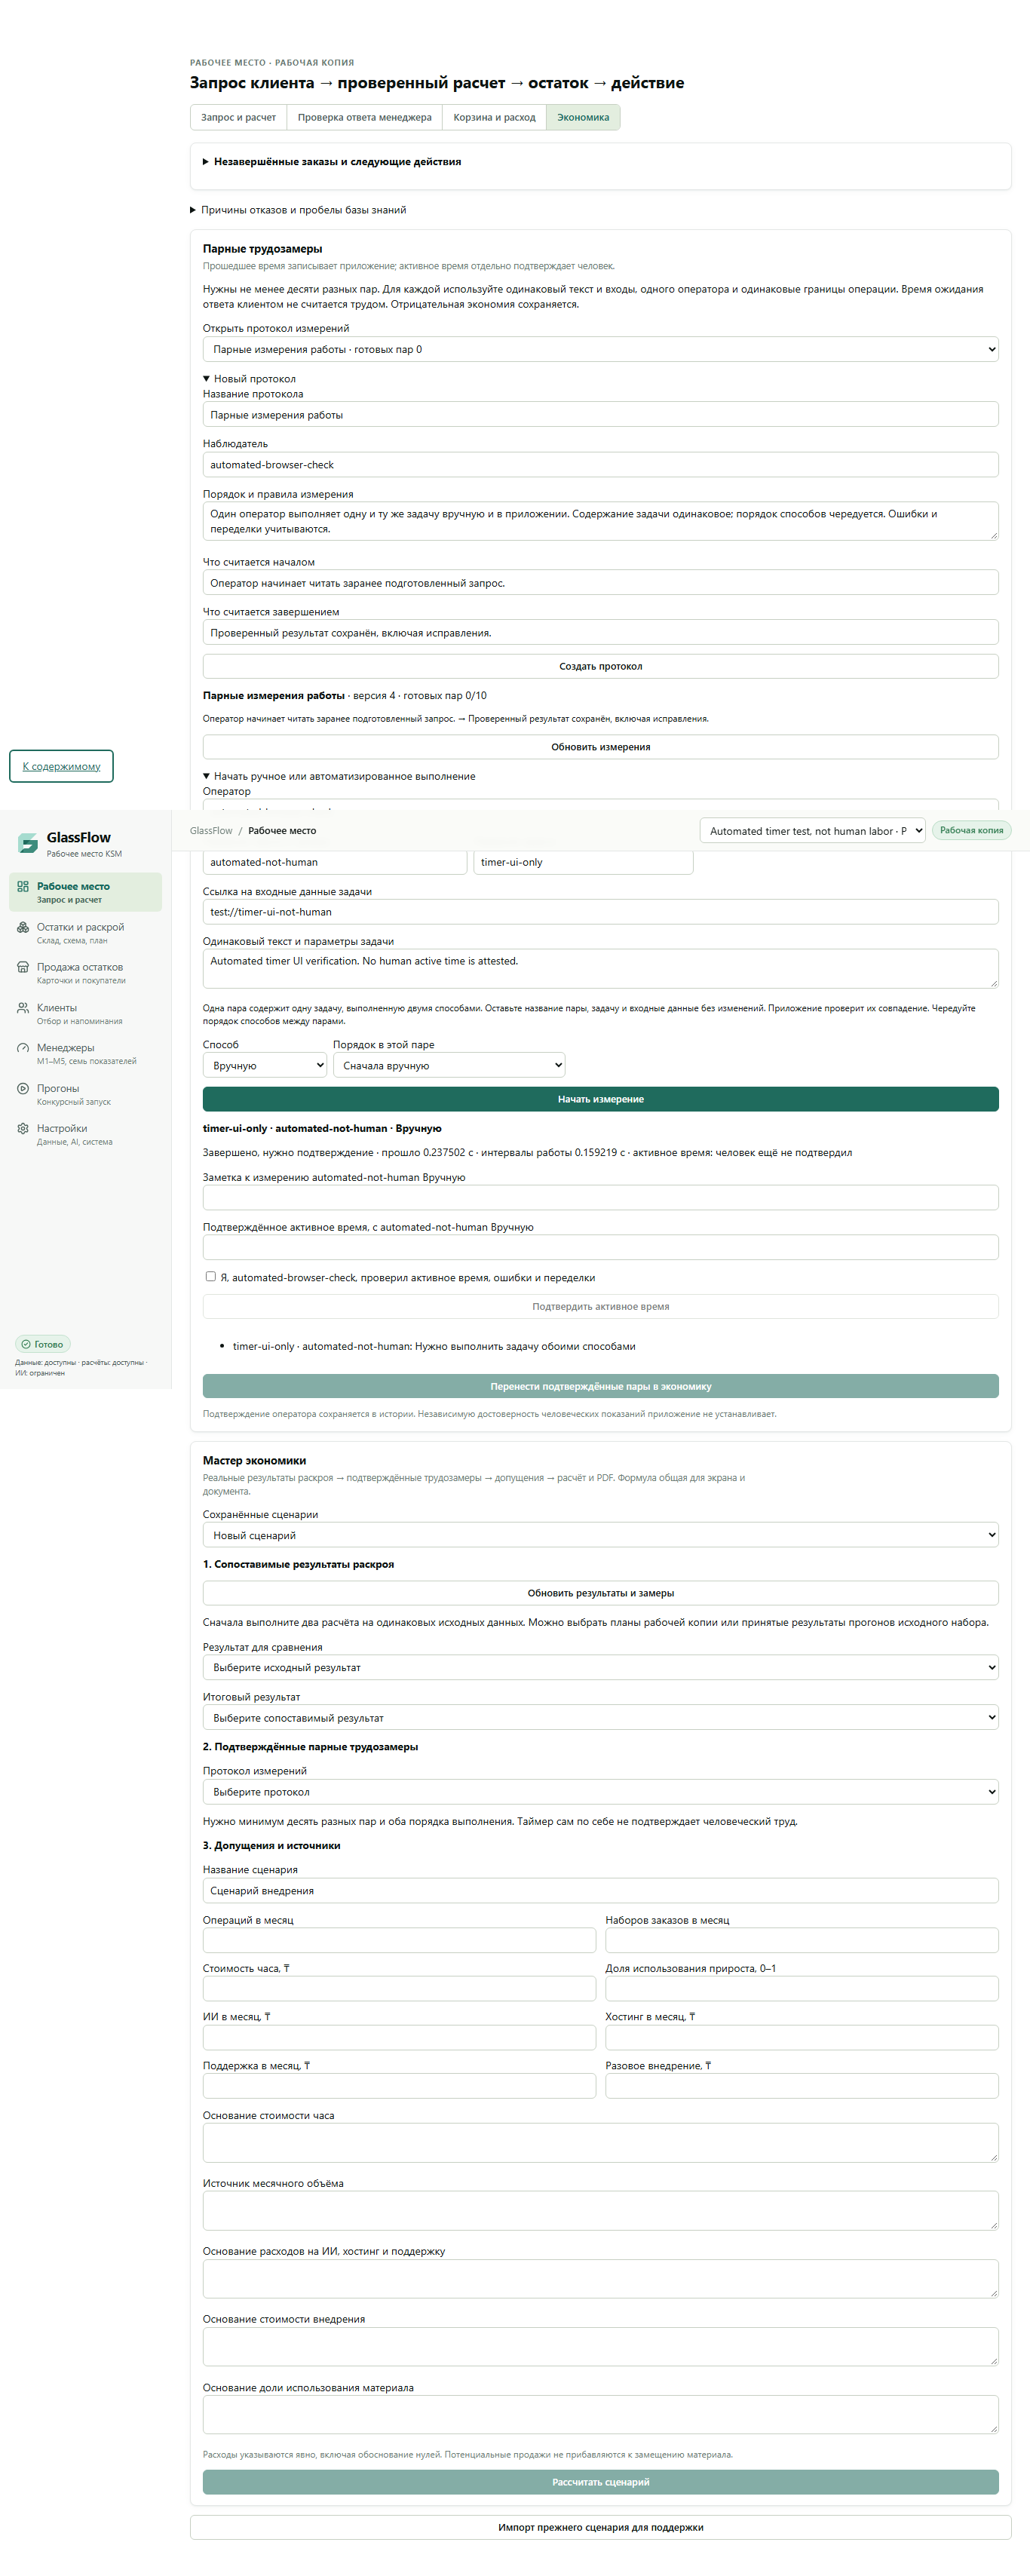 РАБОЧЕЕ МЕСТО · РАБОЧАЯ КОПИЯ
Запрос клиента → проверенный расчет → остаток → действие
Запрос и расчет
Проверка ответа менеджера
Корзина и расход
Экономика
Незавершённые заказы и следующие действия
Причины отказов и пробелы базы знаний
Парные трудозамеры
Прошедшее время записывает приложение; активное время отдельно подтверждает человек.
Нужны не менее десяти разных пар. Для каждой используйте одинаковый текст и входы, одного оператора и одинаковые границы операции. Время ожидания
ответа клиентом не считается трудом. Отрицательная экономия сохраняется.
Открыть протокол измерений
Парные измерения работы · готовых пар 0
Новый протокол
Название протокола
Парные измерения работы
Наблюдатель
automated-browser-check
Порядок и правила измерения
Один оператор выполняет одну и ту же задачу вручную и в приложении. Содержание задачи одинаковое; порядок способов чередуется. Ошибки и
переделки учитываются.
Что считается началом
Оператор начинает читать заранее подготовленный запрос.
Что считается завершением
Проверенный результат сохранён, включая исправления.
Создать протокол
Парные измерения работы · версия 4 · готовых пар 0/10
Оператор начинает читать заранее подготовленный запрос. → Проверенный результат сохранён, включая исправления.
Обновить измерения
К содержимому
Начать ручное или автоматизированное выполнение
Оператор
GlassFlow
Рабочее место KSM
GlassFlow / Рабочее место
Automated timer test, not human labor · Р
Рабочая копия
Рабочее место
Запрос и расчет
Остатки и раскрой
Склад, схема, план
Продажа остатков
Карточки и покупатели
Клиенты
Отбор и напоминания
Менеджеры
М1–М5, семь показателей
Прогоны
Конкурсный запуск
Настройки
Данные, AI, система
Готово
Данные: доступны · расчёты: доступны ·
ИИ: ограничен
automated-not-human
timer-ui-only
Ссылка на входные данные задачи
test://timer-ui-not-human
Одинаковый текст и параметры задачи
Automated timer UI verification. No human active time is attested.
Одна пара содержит одну задачу, выполненную двумя способами. Оставьте название пары, задачу и входные данные без изменений. Приложение проверит их совпадение. Чередуйте
порядок способов между парами.
Способ
Порядок в этой паре
Вручную
Сначала вручную
Начать измерение
timer-ui-only · automated-not-human · Вручную
Завершено, нужно подтверждение · прошло 0.237502 с · интервалы работы 0.159219 с · активное время: человек ещё не подтвердил
Заметка к измерению automated-not-human Вручную
Подтверждённое активное время, с automated-not-human Вручную
Я, automated-browser-check, проверил активное время, ошибки и переделки
Подтвердить активное время
timer-ui-only · automated-not-human: Нужно выполнить задачу обоими способами
Перенести подтверждённые пары в экономику
Подтверждение оператора сохраняется в истории. Независимую достоверность человеческих показаний приложение не устанавливает.
Мастер экономики
Реальные результаты раскроя → подтверждённые трудозамеры → допущения → расчёт и PDF. Формула общая для экрана и
документа.
Сохранённые сценарии
Новый сценарий
1. Сопоставимые результаты раскроя
Обновить результаты и замеры
Сначала выполните два расчёта на одинаковых исходных данных. Можно выбрать планы рабочей копии или принятые результаты прогонов исходного набора.
Результат для сравнения
Выберите исходный результат
Итоговый результат
Выберите сопоставимый результат
2. Подтверждённые парные трудозамеры
Протокол измерений
Выберите протокол
Нужно минимум десять разных пар и оба порядка выполнения. Таймер сам по себе не подтверждает человеческий труд.
3. Допущения и источники
Название сценария
Сценарий внедрения
Операций в месяц
Наборов заказов в месяц
Стоимость часа, ₸
Доля использования прироста, 0–1
ИИ в месяц, ₸
Хостинг в месяц, ₸
Поддержка в месяц, ₸
Разовое внедрение, ₸
Основание стоимости часа
Источник месячного объёма
Основание расходов на ИИ, хостинг и поддержку
Основание стоимости внедрения
Основание доли использования материала
Расходы указываются явно, включая обоснование нулей. Потенциальные продажи не прибавляются к замещению материала.
Рассчитать сценарий
Импорт прежнего сценария для поддержки